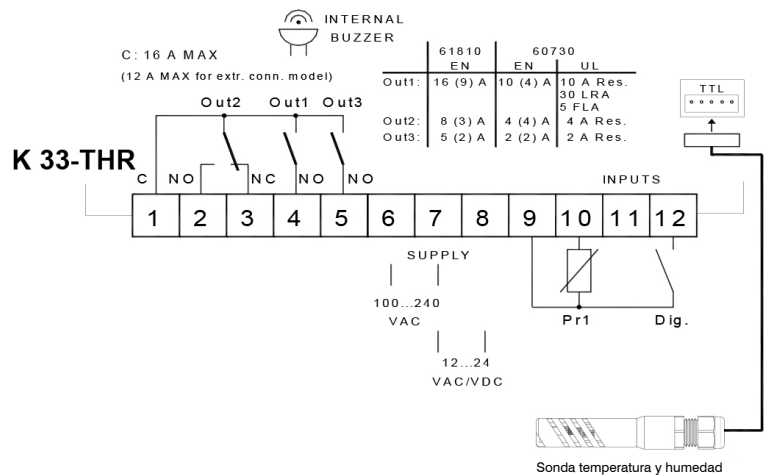 INTERNAL
BUZZER
C: 16 A MAX
(12 A MAX for extr. conn. model)
61810 60730
EN EN UL
Out1: 16 (9) A 10 (4) A 10 A Res.
30 LRA
5 FLA
Out2: 8 (3) A 4 (4) A 4 A Res.
Out3: 5 (2) A 2 (2) A 2 A Res.
TTL
Out2 Out1 Out3
K 33-THR
C NO NC NO NO INPUTS
1 2 3 4 5 6 7 8 9 10 11 12
SUPPLY
100...240
VAC
Pr1 Dig.
12...24
VAC/VDC
Sonda temperatura y humedad